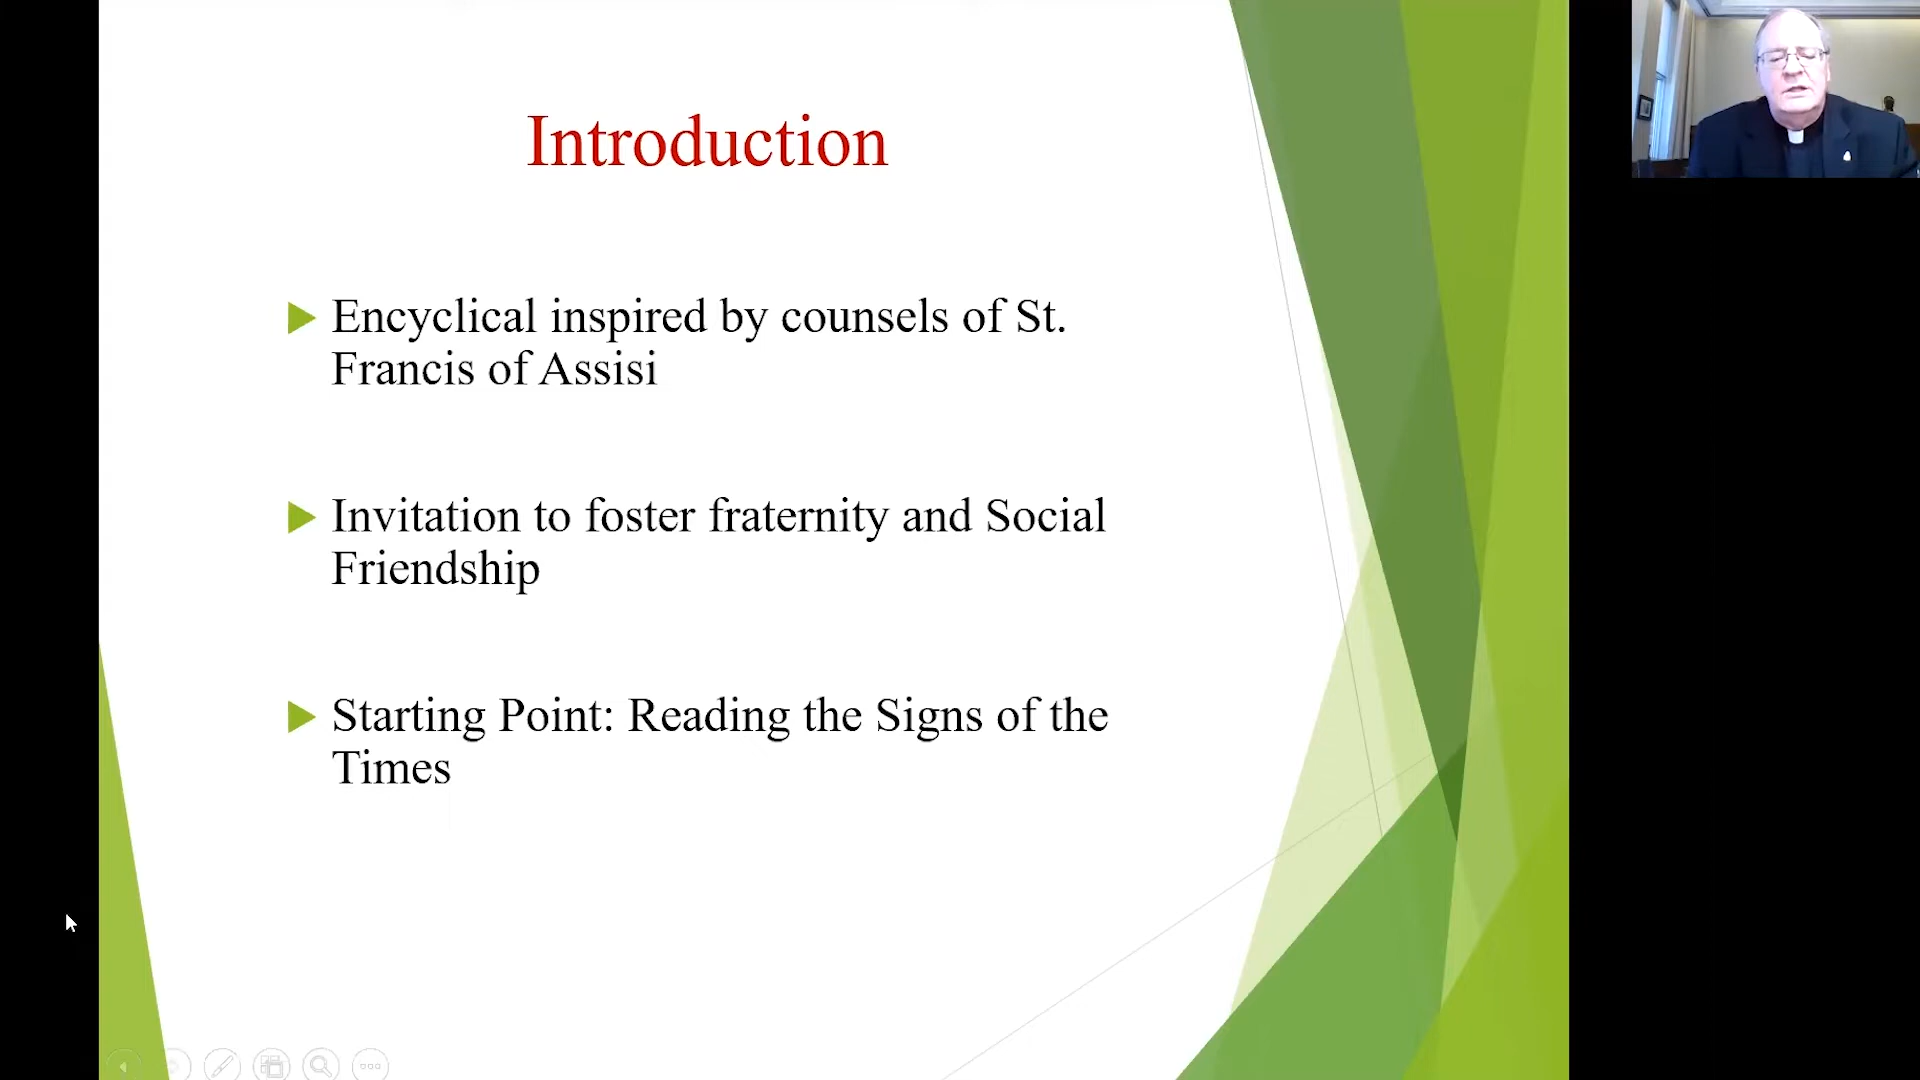 Introduction
Encyclical inspired by counsels of St.
Francis of Assisi
Invitation to foster fraternity and Social
Friendship
Starting Point: Reading the Signs of the
Times